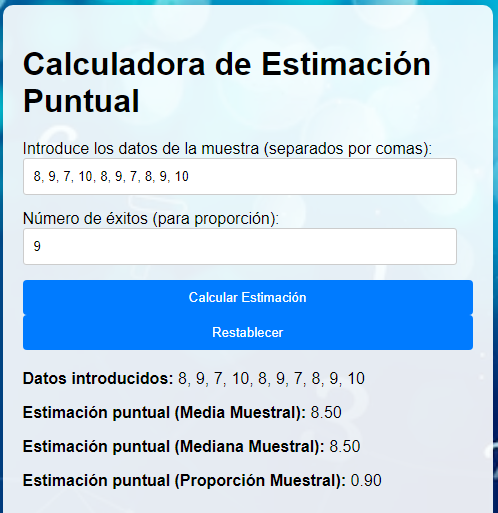 Calculadora de Estimación
Puntual
Introduce los datos de la muestra (separados por comas):
8, 9, 7, 10, 8, 9, 7, 8, 9, 10
Número de éxitos (para proporción):
9
Calcular Estimación
Restablecer
Datos introducidos: 8, 9, 7, 10, 8, 9, 7, 8, 9, 10
Estimación puntual (Media Muestral): 8.50
Estimación puntual (Mediana Muestral): 8.50
Estimación puntual (Proporción Muestral): 0.90